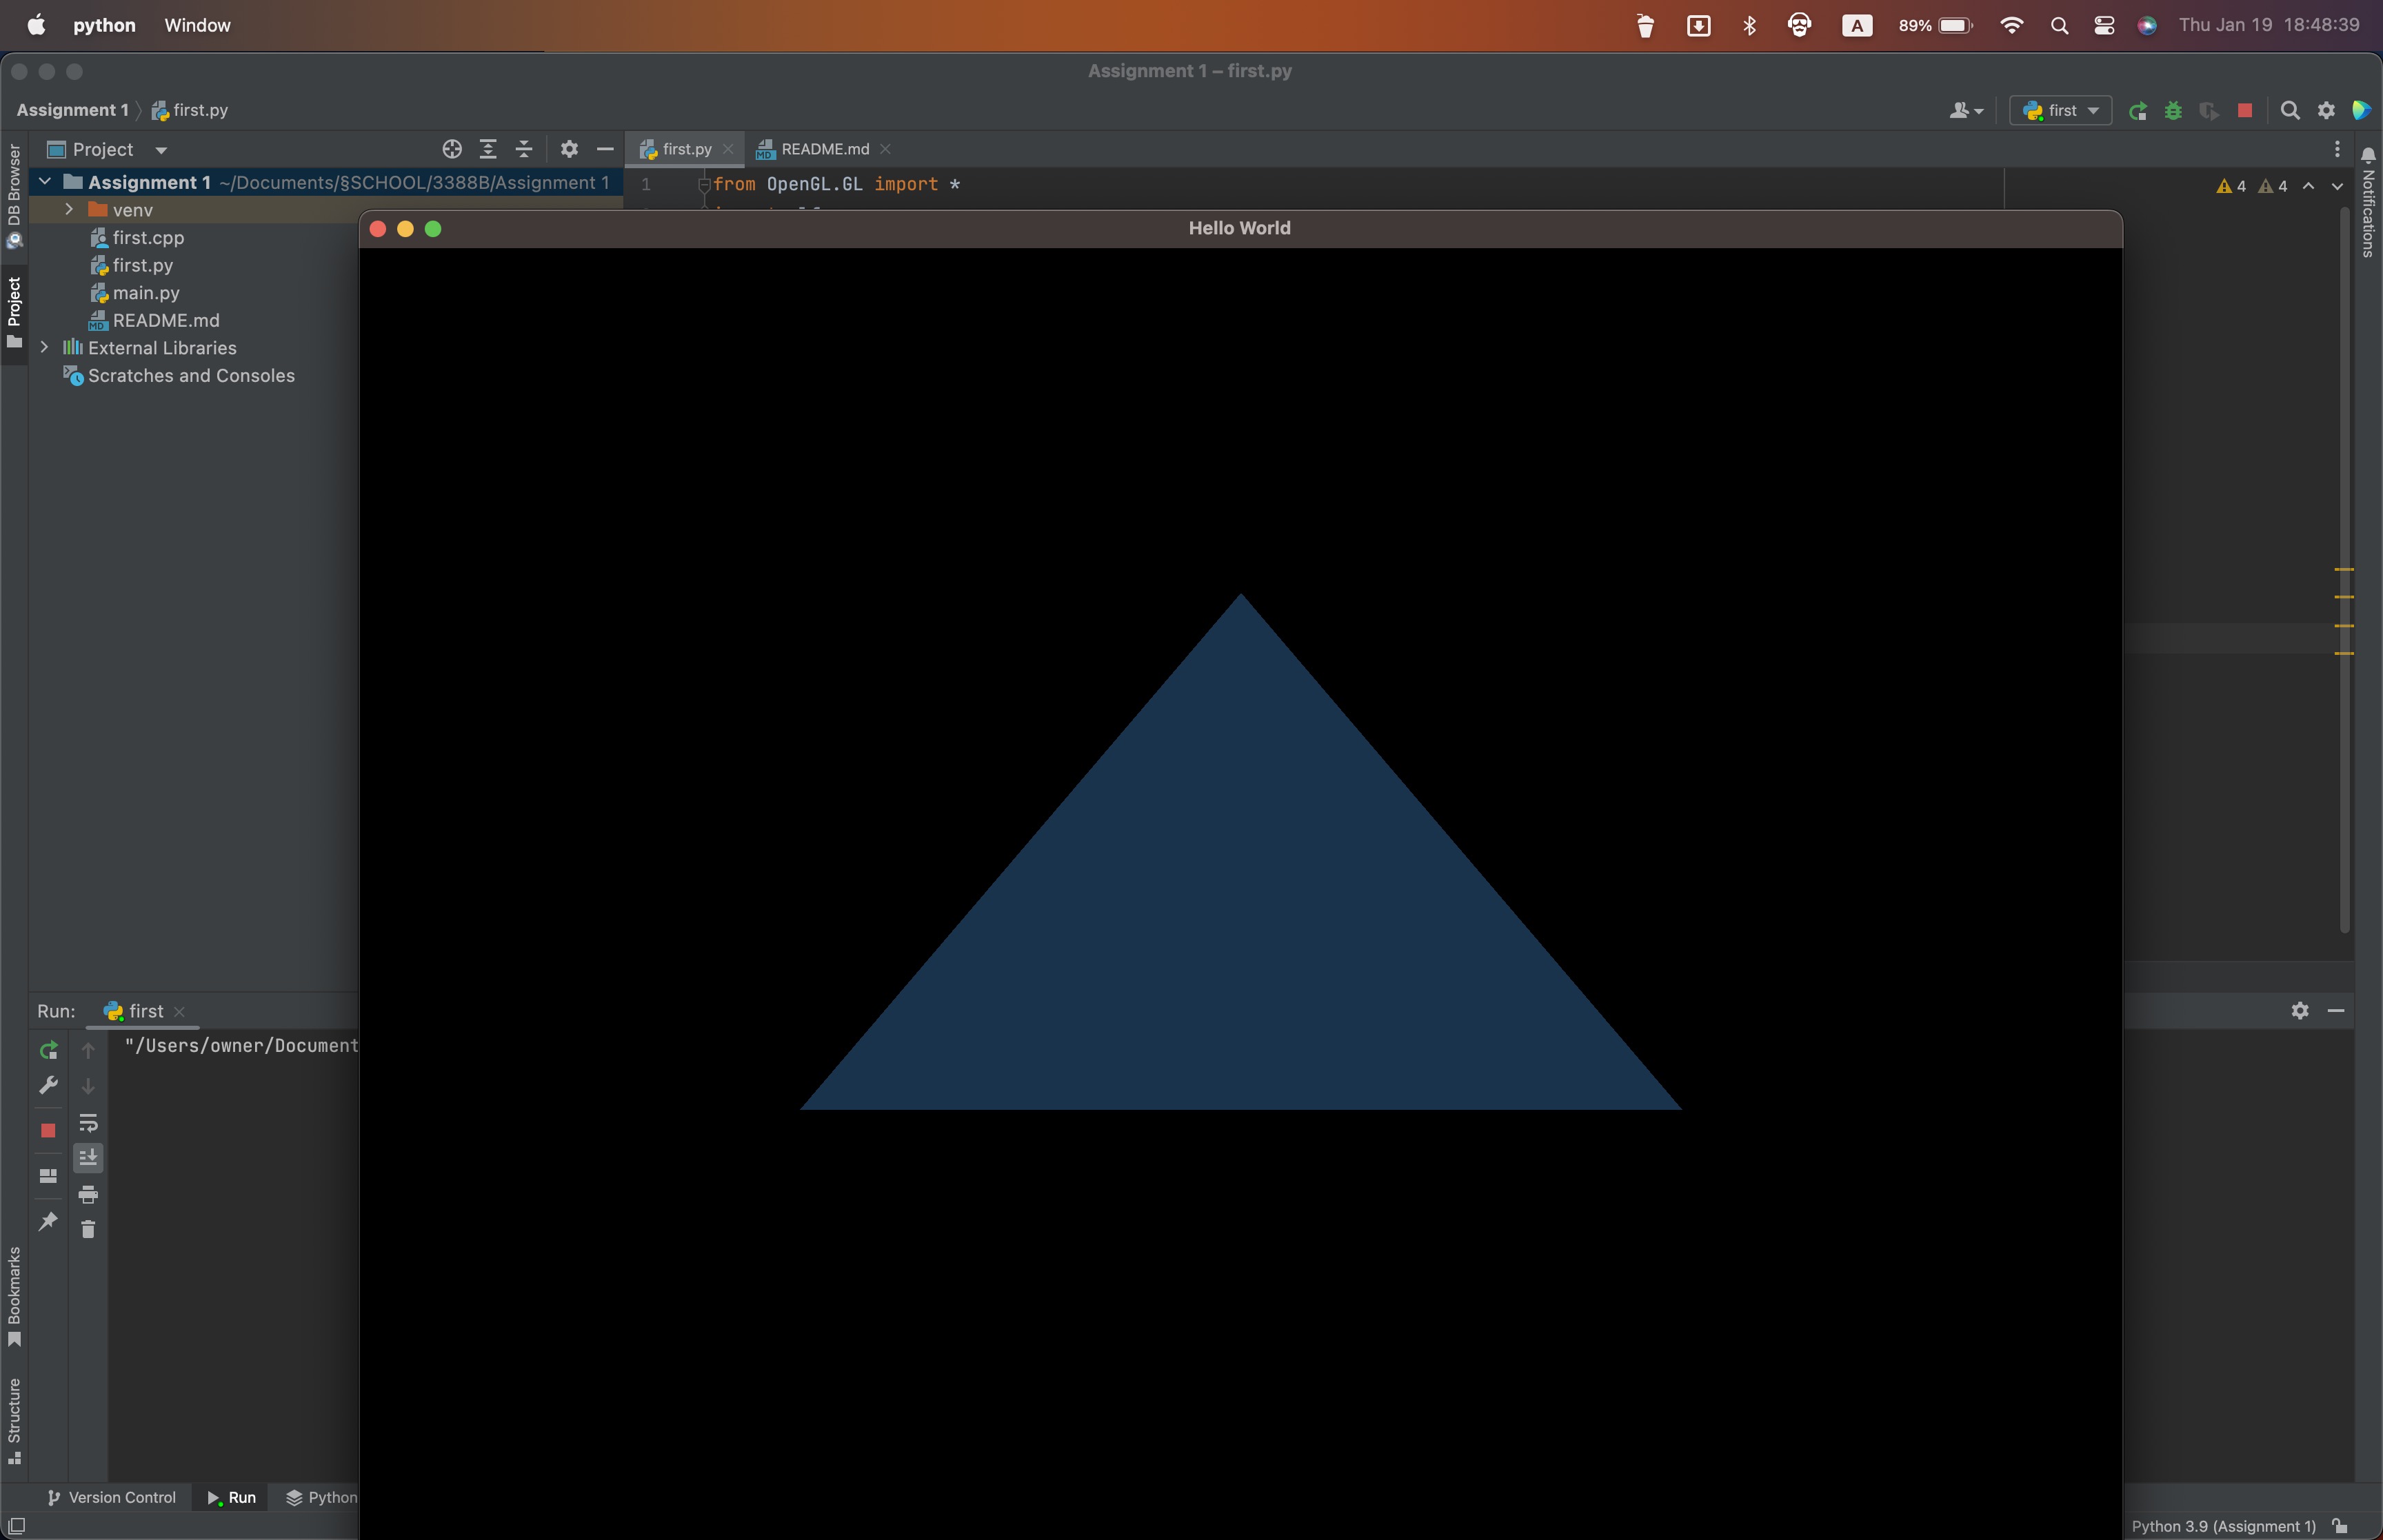 python Window A 89% Thu Jan 19 18:48:39
Assignment 1 – first.py
Assignment 1 first.py first
Project first.py README.md
Assignment 1 ~/Documents/§SCHOOL/3388B/Assignment 1
1 from OpenGL.GL import * 4 4
venv
Hello World
first.cpp
first.py
main.py
MD README.md
External Libraries
Scratches and Consoles
DB Browser
Project
Notifications
Run: first
"/Users/owner/Document
Bookmarks
Structure
Version Control Run Python
Python 3.9 (Assignment 1)